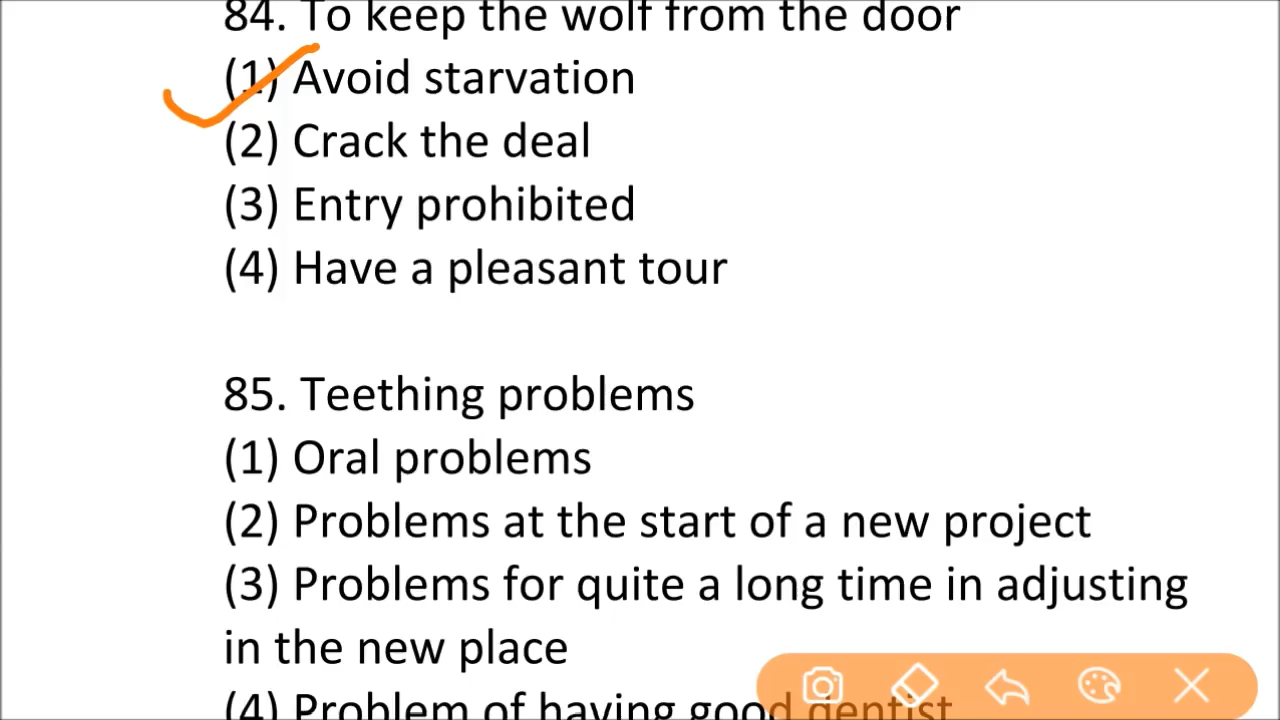 84. To keep the wolf from the door
(1) Avoid starvation
(2) Crack the deal
(3) Entry prohibited
(4) Have a pleasant tour
85. Teething problems
(1) Oral problems
(2) Problems at the start of a new project
(3) Problems for quite a long time in adjusting
in the new place
(4) Problem of having good dentist